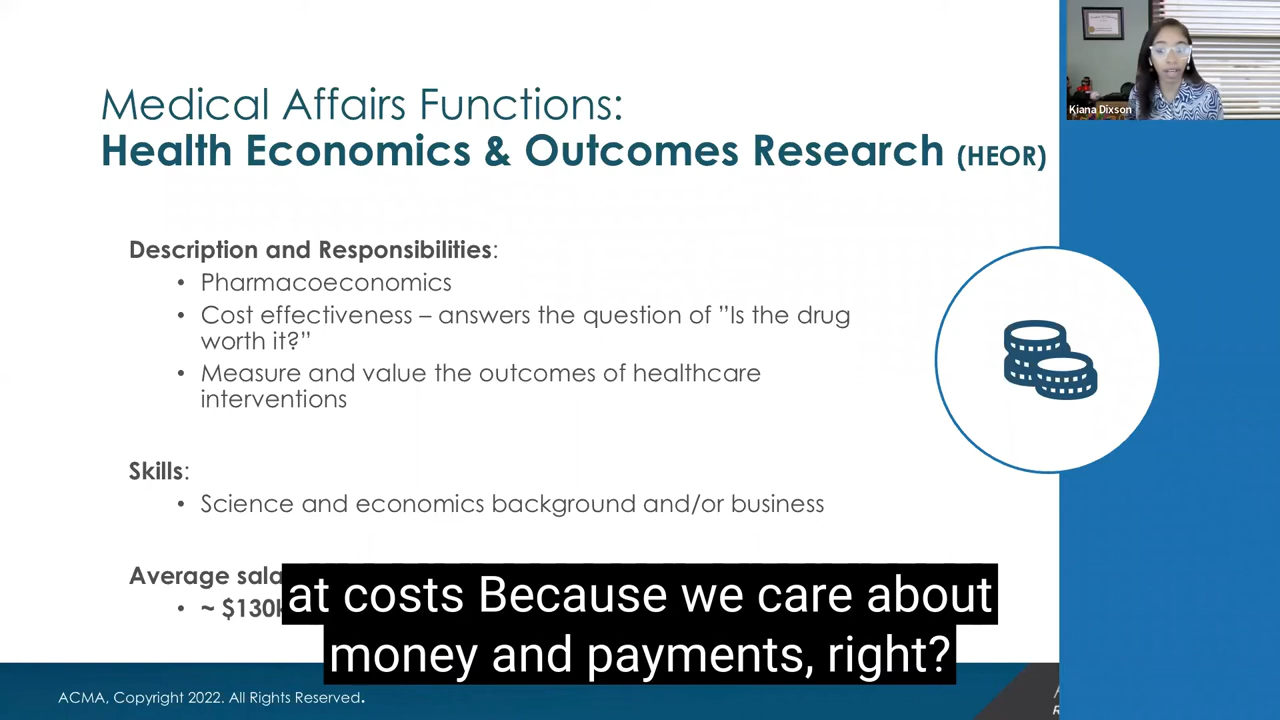 Kiana Dixson
Medical Affairs Functions:
Health Economics & Outcomes Research (HEOR)
Description and Responsibilities:
• Pharmacoeconomics
• Cost effectiveness – answers the question of ”Is the drug
worth it?”
• Measure and value the outcomes of healthcare
interventions
Skills:
• Science and economics background and/or business
Average sala
• ~ $130k
at costs Because we care about
money and payments, right?
ACMA, Copyright 2022. All Rights Reserved.